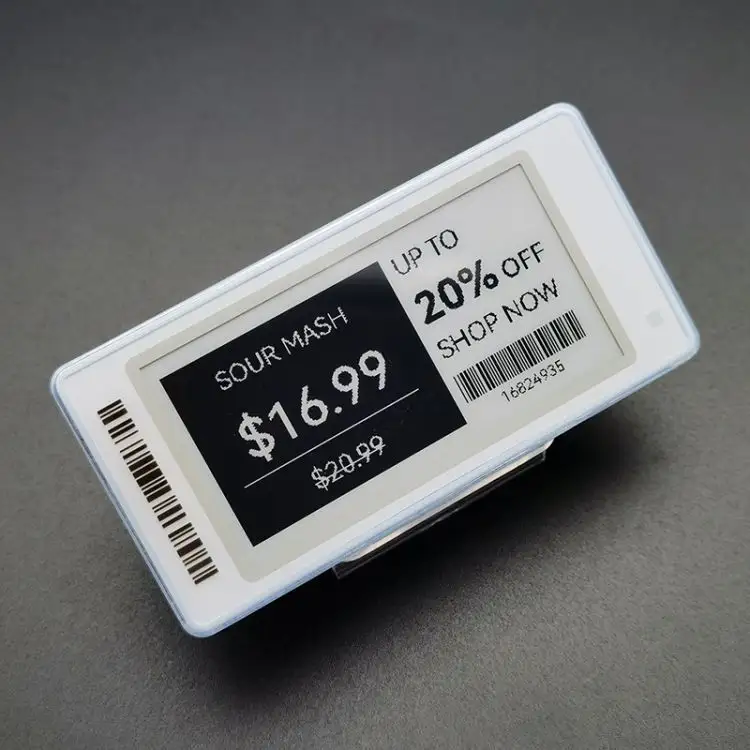 SOUR MASH
$16.99
$20.99
UP TO
20% OFF
SHOP NOW
16824935